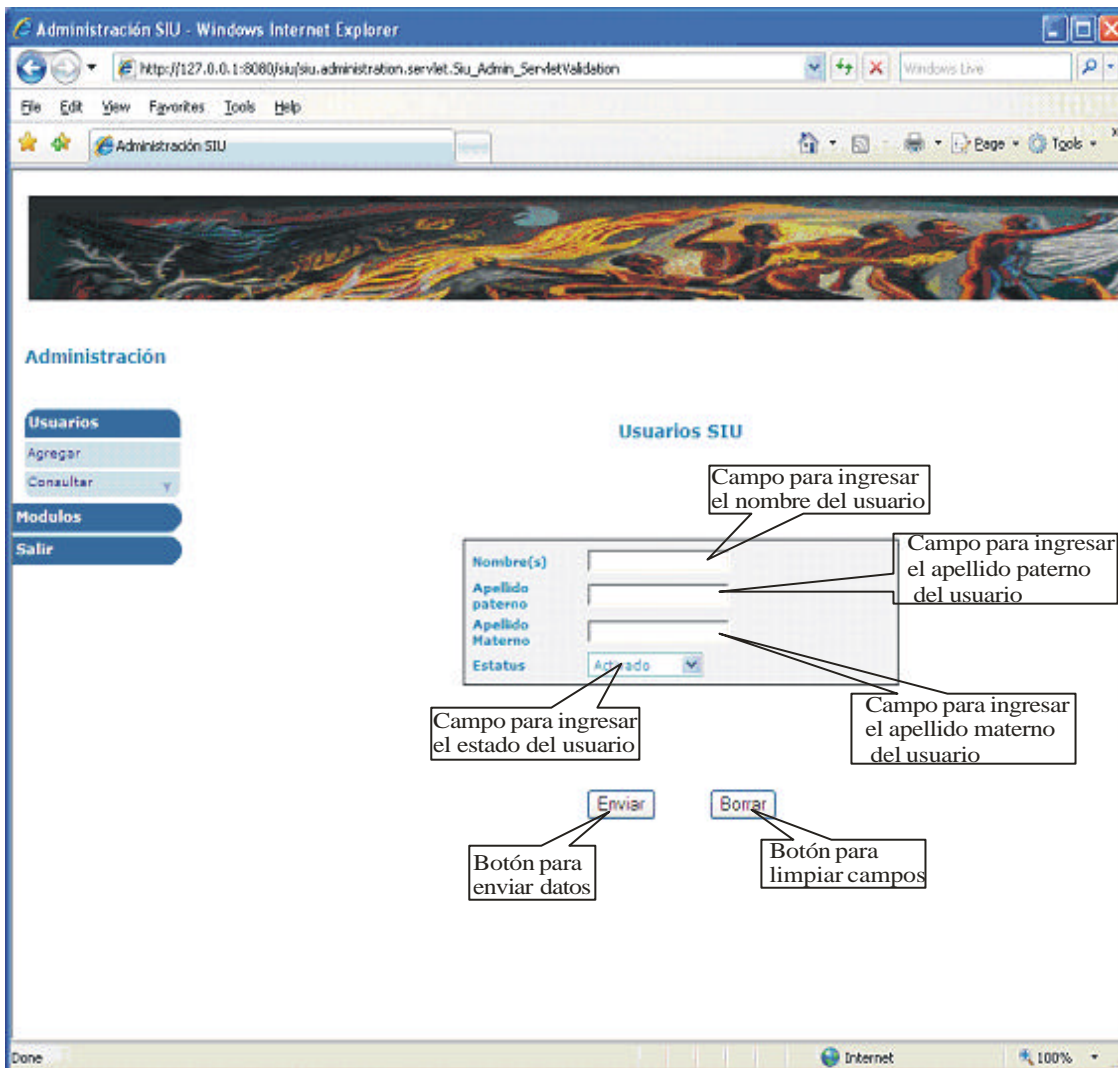 Administración SIU - Windows Internet Explorer
http://127.0.0.1:8080/siu/siu.administration.servlet.Siu_Admin_ServletValidation
Windows Live
File Edit View Favorites Tools Help
Administración SIU
Page Tools
Administración
Usuarios
Agregar
Consultar
Modulos
Salir
Usuarios SIU
Campo para ingresar
el nombre del usuario
Nombre(s)
Campo para ingresar
el apellido paterno
del usuario
Apellido
paterno
Apellido
Materno
Estatus
Activado
Campo para ingresar
el estado del usuario
Campo para ingresar
el apellido materno
del usuario
Enviar
Borrar
Botón para
enviar datos
Botón para
limpiar campos
Done
Internet
100%